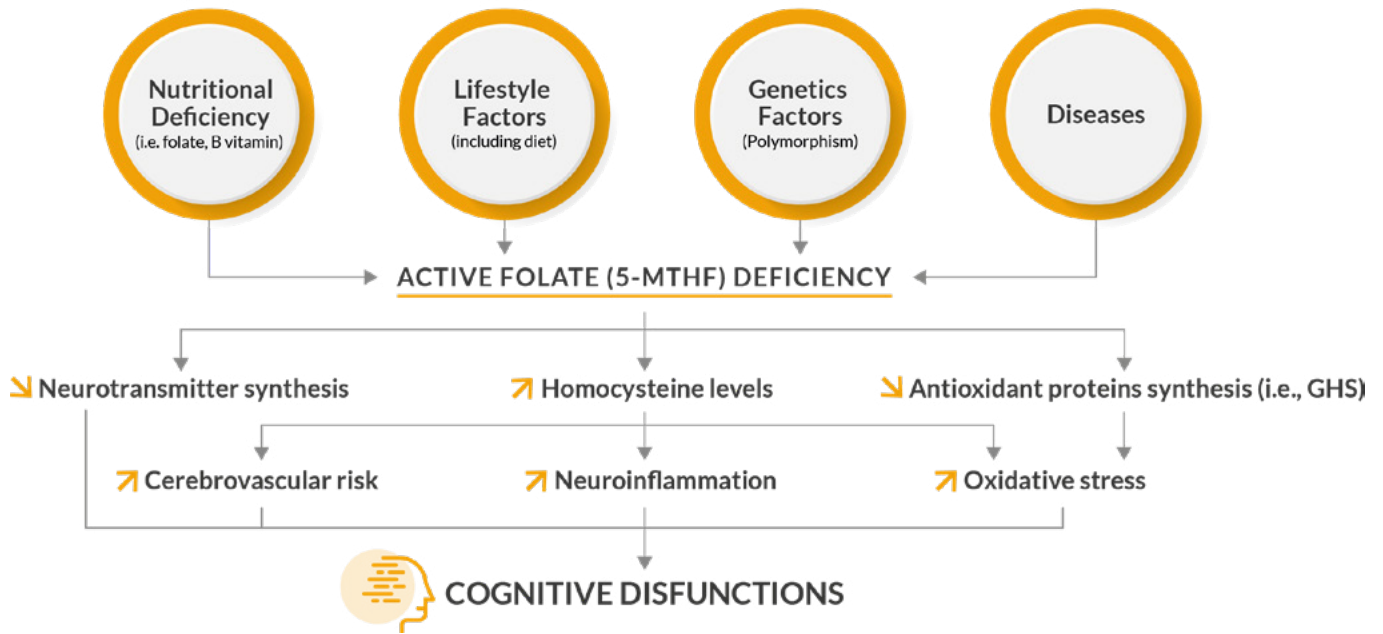 Nutritional
Deficiency
(i.e. folate, B vitamin)
Lifestyle
Factors
(including diet)
Genetics
Factors
(Polymorphism)
Diseases
ACTIVE FOLATE (5-MTHF) DEFICIENCY
Neurotransmitter synthesis
Homocysteine levels
Antioxidant proteins synthesis (i.e., GHS)
Cerebrovascular risk
Neuroinflammation
Oxidative stress
COGNITIVE DISFUNCTIONS